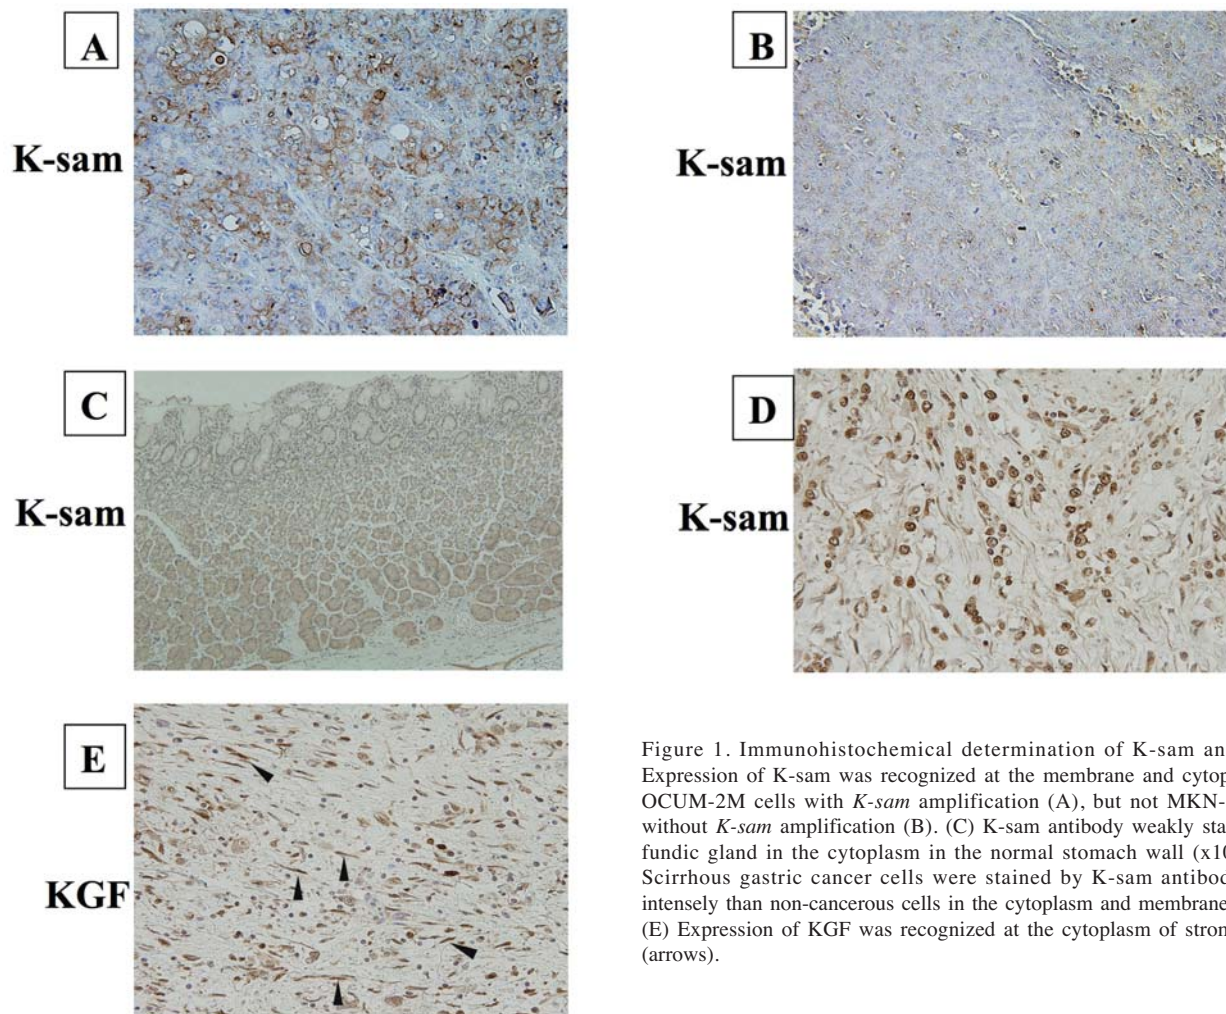 A
K-sam
B
K-sam
C
K-sam
D
K-sam
E
KGF
Figure 1. Immunohistochemical determination of K-sam an
Expression of K-sam was recognized at the membrane and cytop
OCUM-2M cells with K-sam amplification (A), but not MKN-
without K-sam amplification (B). (C) K-sam antibody weakly sta
fundic gland in the cytoplasm in the normal stomach wall (x10
Scirrhous gastric cancer cells were stained by K-sam antibod
intensely than non-cancerous cells in the cytoplasm and membrane
(E) Expression of KGF was recognized at the cytoplasm of strom
(arrows).